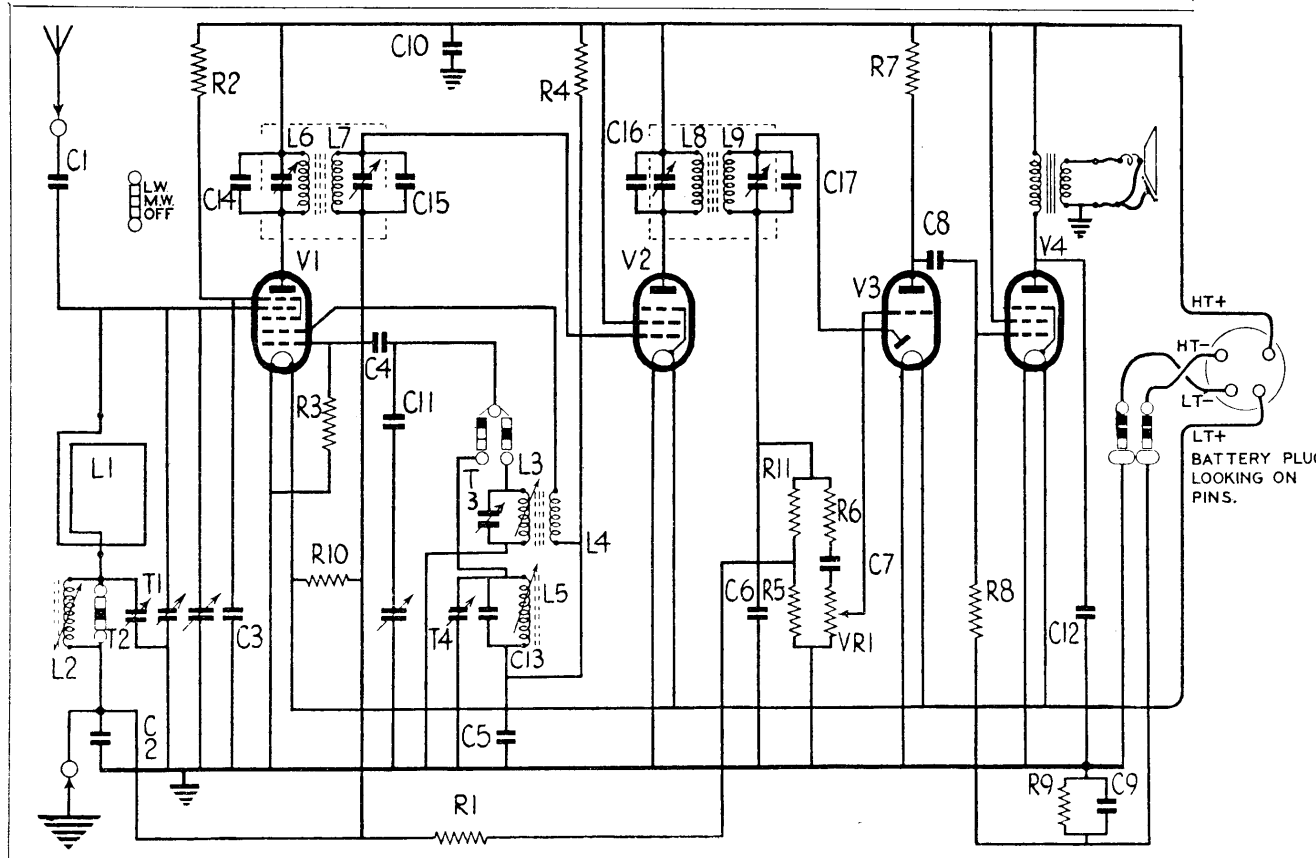 C10
R2
R4
R7
C1
L.W.
M.W.
OFF
L6 L7
C14
C15
C16
L8 L9
C17
V1
V2
C8
V3
V4
HT+
HT-
LT-
LT+
BATTERY PLUG
LOOKING ON
PINS.
C4
R3
C11
L1
T
3
L3
L4
R11
R6
C7
R10
L5
T1
T2
L2
C3
T4
C13
C6 R5
VR1
R8
C12
C
2
C5
R1
R9
C9